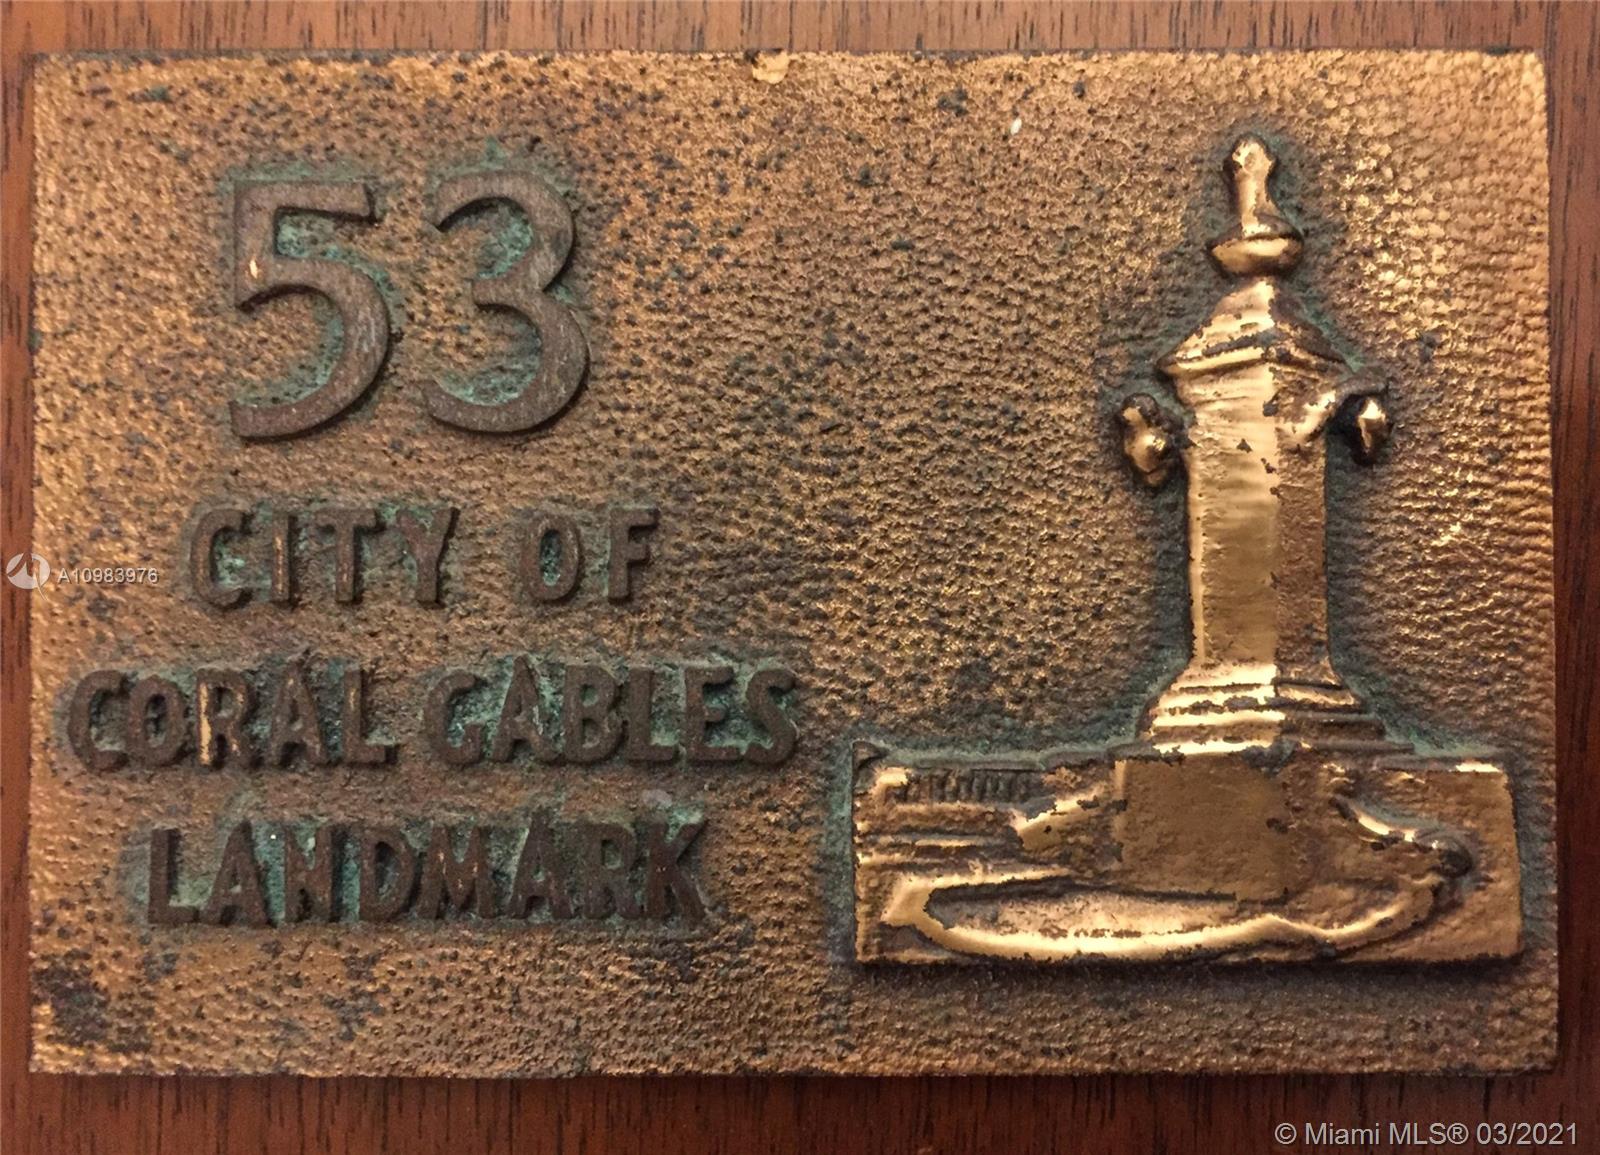 53
CITY OF
CORAL GABLES
LANDMARK
A10983976
© Miami MLS® 03/2021